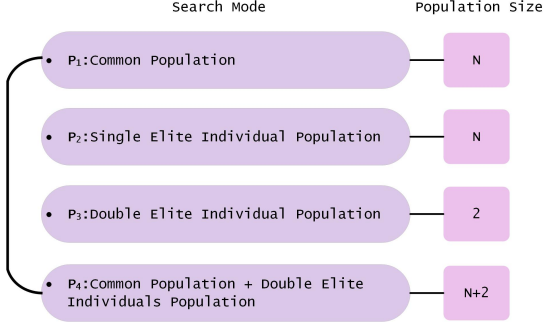 Search Mode Population Size
• P₁:Common Population N
• P₂:Single Elite Individual Population N
• P₃:Double Elite Individual Population 2
• P₄:Common Population + Double Elite
Individuals Population N+2